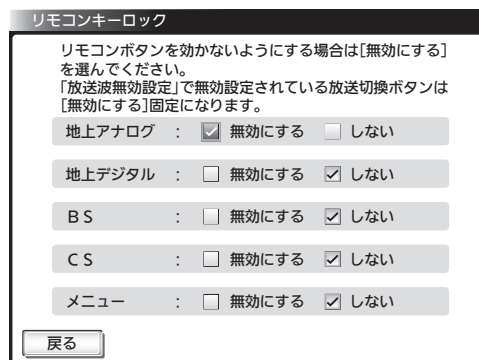 リモコンキーロック
リモコンボタンを効かないようにする場合は[無効にする]
を選んでください。
「放送波無効設定」で無効設定されている放送切換ボタンは
[無効にする]固定になります。
地上アナログ : 無効にする しない
地上デジタル : 無効にする しない
BS : 無効にする しない
CS : 無効にする しない
メニュー : 無効にする しない
戻る